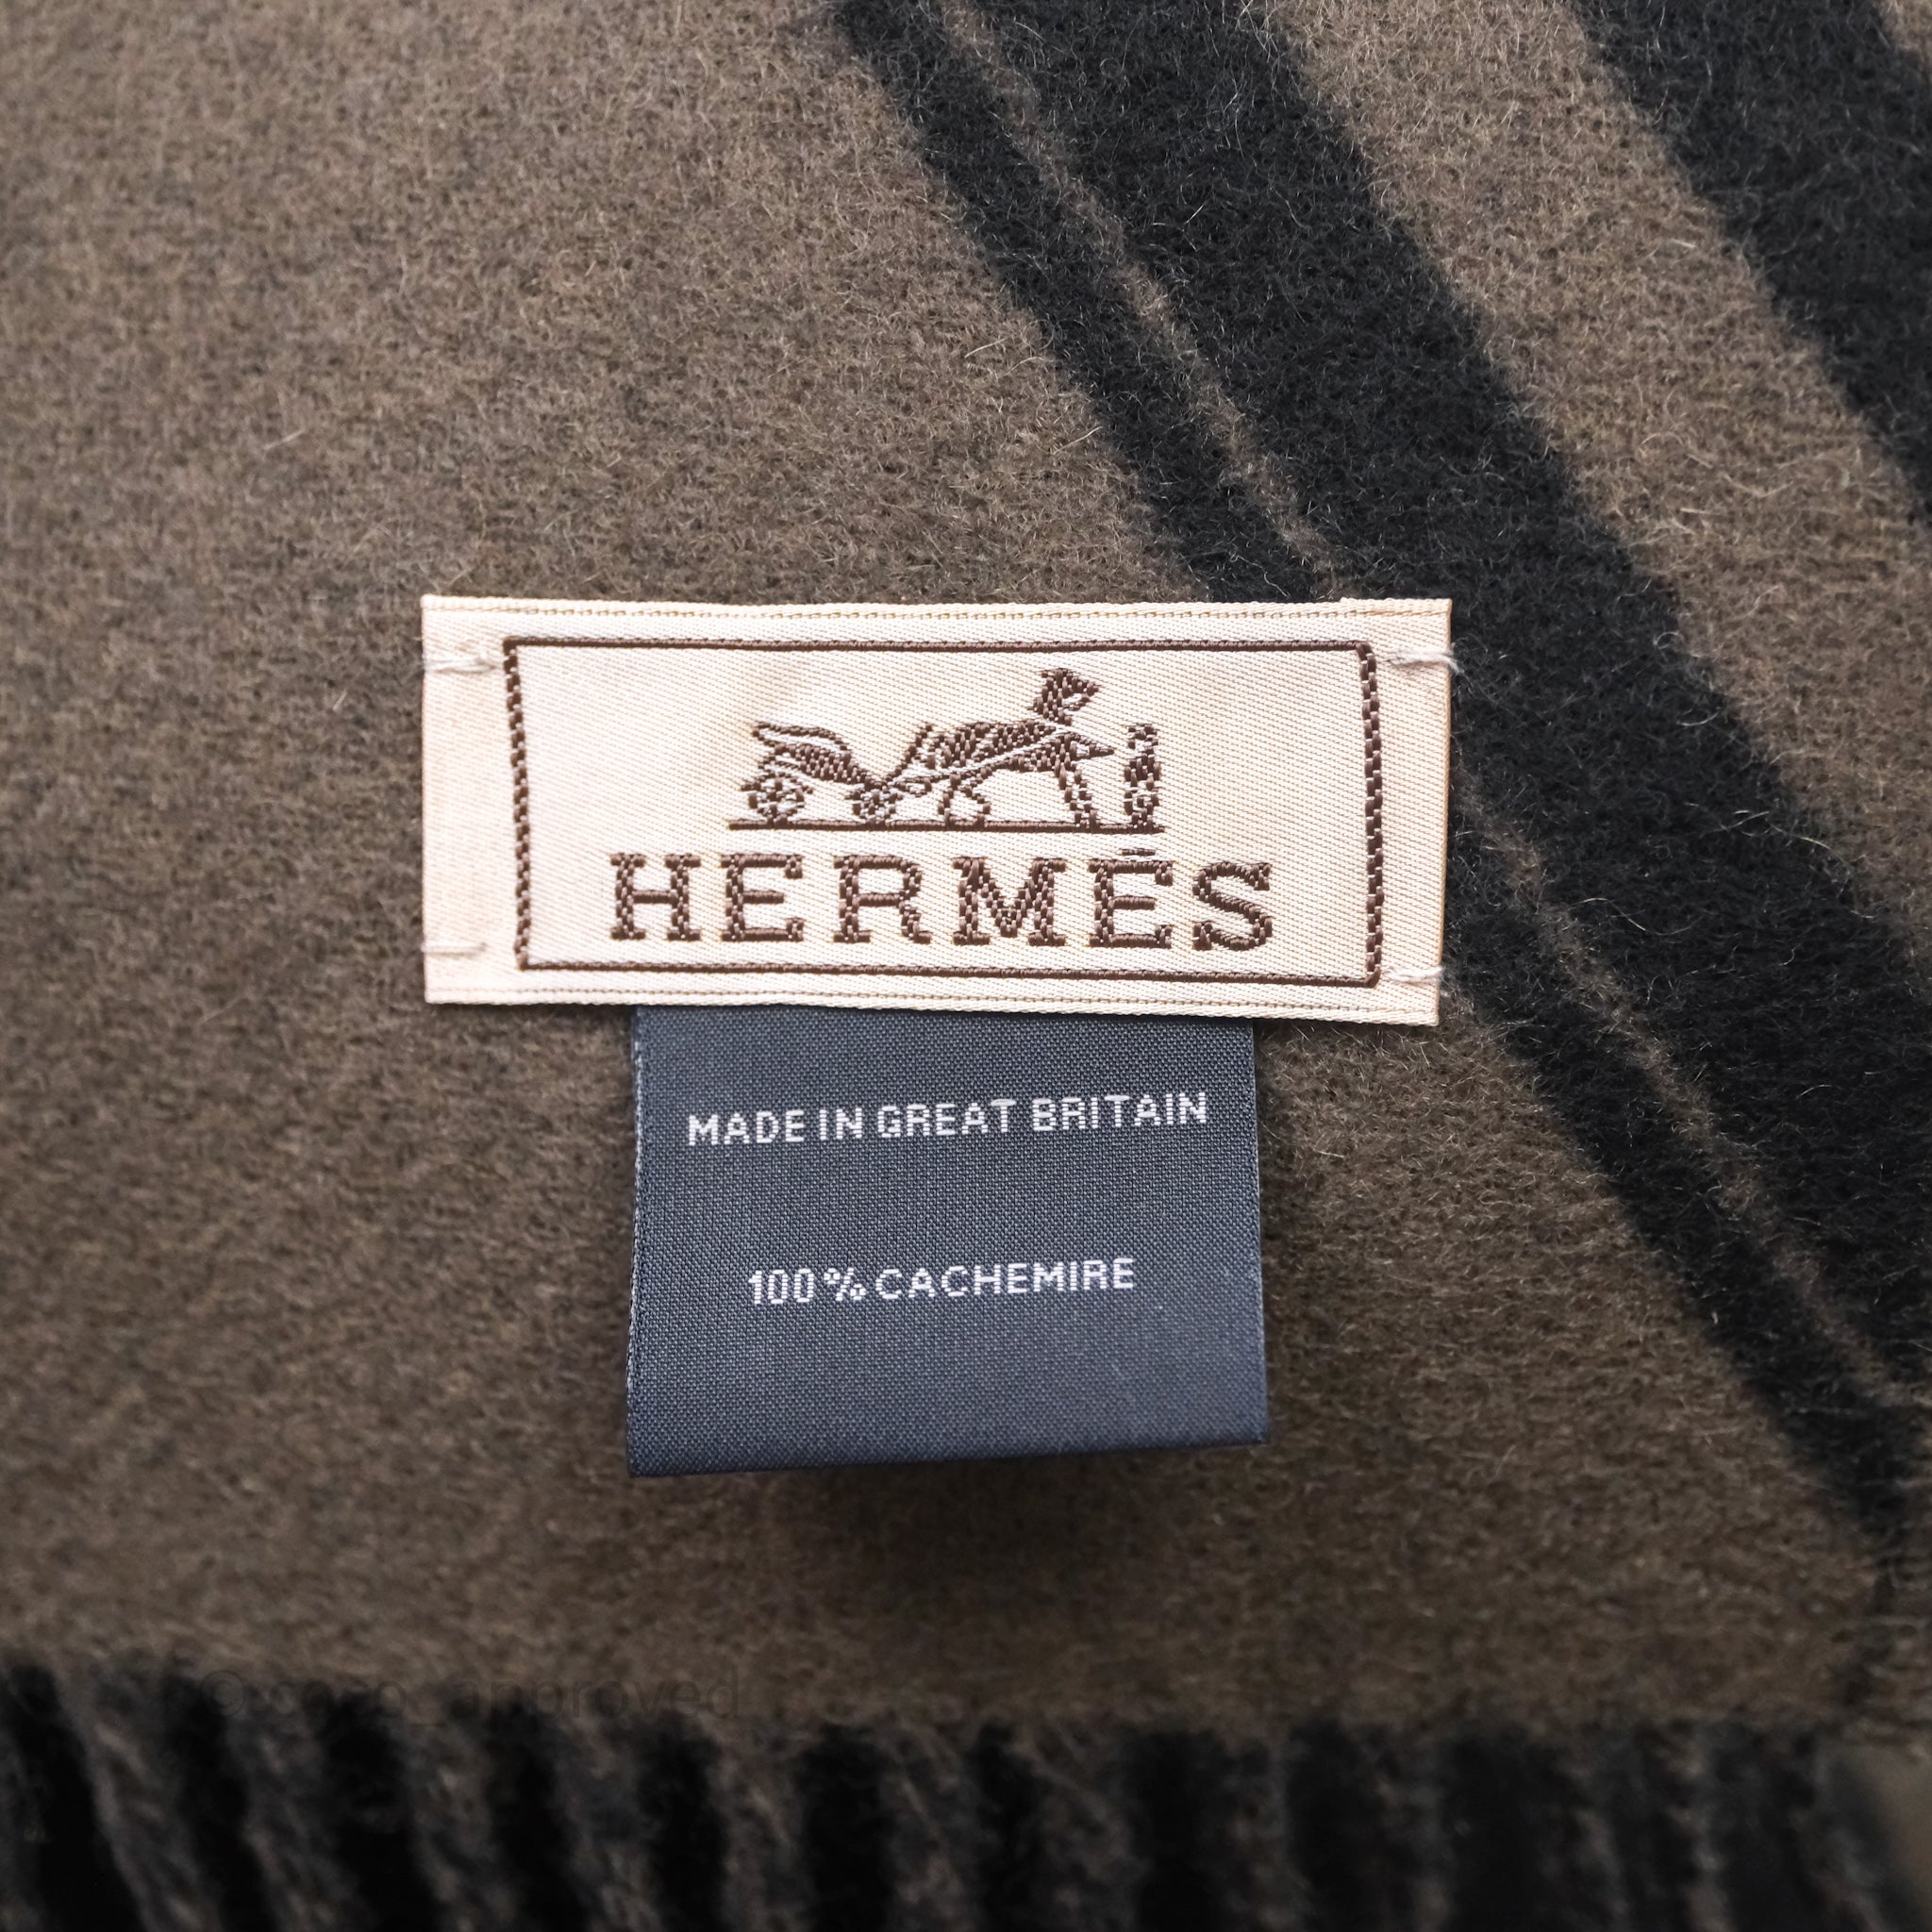 HERMÈS
MADE IN GREAT BRITAIN
100% CACHEMIRE